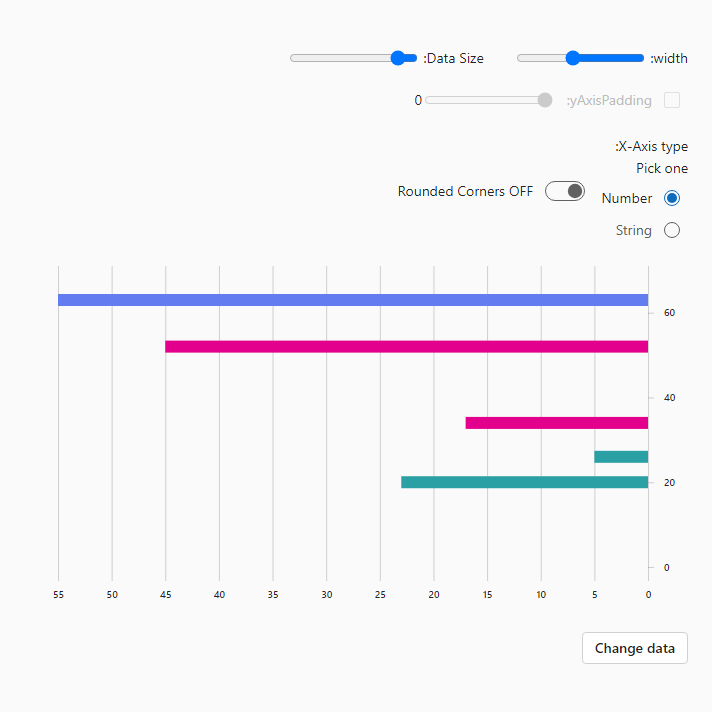 :width
:Data Size
:yAxisPadding
0
:X-Axis type
Pick one
Number
Rounded Corners OFF
String
60
40
20
0
55 50 45 40 35 30 25 20 15 10 5 0
Change data